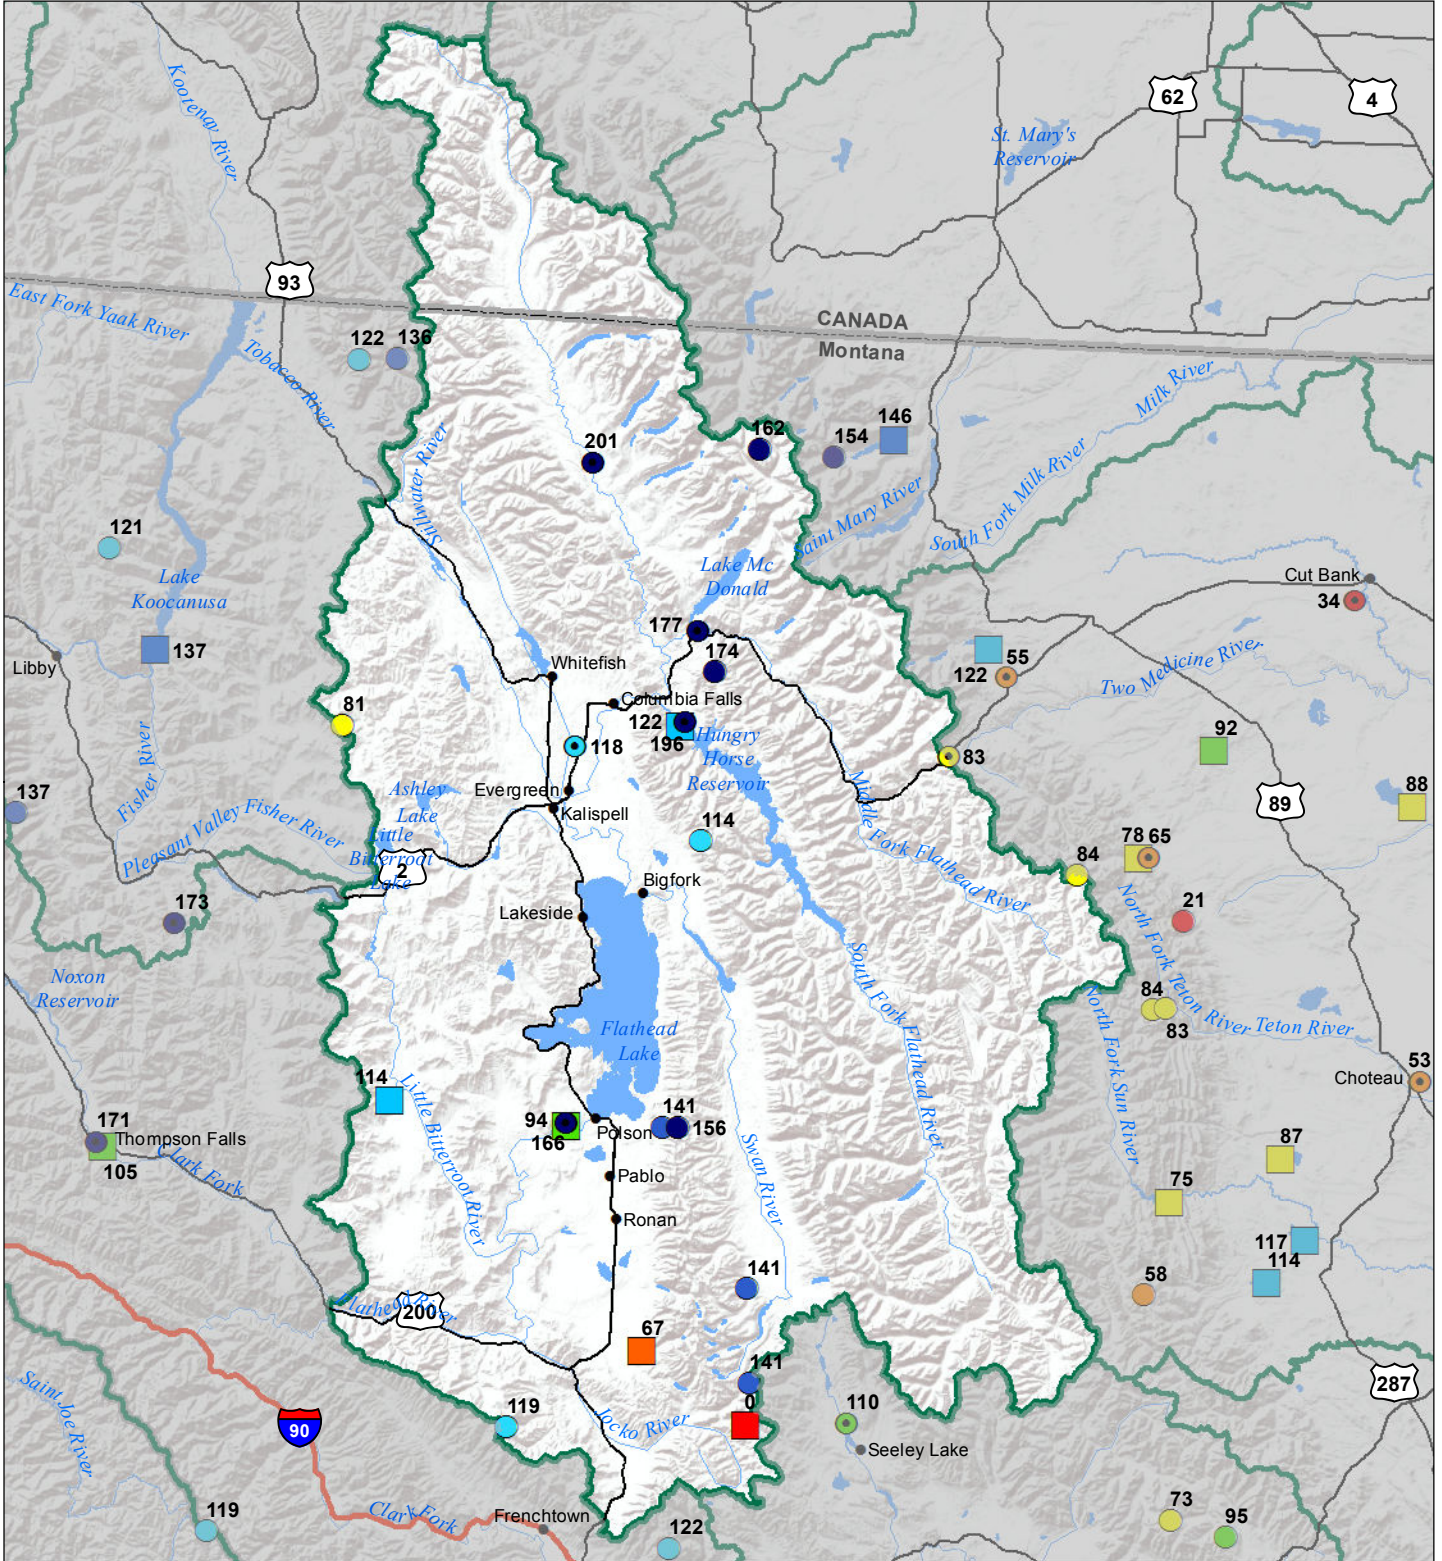 62
4
Kootenay River
St. Mary's
Reservoir
93
East Fork Yaak River
CANADA
Montana
122
136
Tobacco River
Milk River
201
162
154
146
Stillwater River
Saint Mary River
South Fork Milk River
121
Lake
Koocanusa
Lake Mc
Donald
Cut Bank
34
177
137
Libby
174
Whitefish
55
122
Two Medicine River
81
Columbia Falls
122
196
118
Hungry
Horse
Reservoir
92
83
Fisher River
137
Ashley
Lake
Evergreen
Kalispell
89
88
Pleasant Valley Fisher River
Little
Bitterroot
Lake
2
114
Middle Fork Flathead River
78
65
84
173
Bigfork
Lakeside
21
North Fork Teton River
Teton River
Noxon
Reservoir
South Fork Flathead River
84
83
Flathead
Lake
North Fork Sun River
53
Choteau
114
Little Bitterroot River
94
166
Polson
141
156
171
Thompson Falls
105
Clark Fork
Swan River
87
Pablo
75
Ronan
117
114
141
58
Flathead River
200
67
141
0
287
Saint Joe River
90
119
Jocko River
110
Seeley Lake
119
Clark Fork
Frenchtown
122
73
95